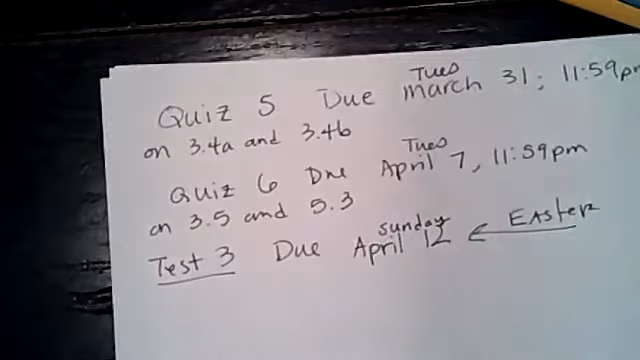 Quiz 5 Due Tues March 31; 11:59pm
on 3.4a and 3.4b
Quiz 6 Due Tues April 7, 11:59pm
on 3.5 and 5.3
Test 3 Due Sunday April 12 ← Easter